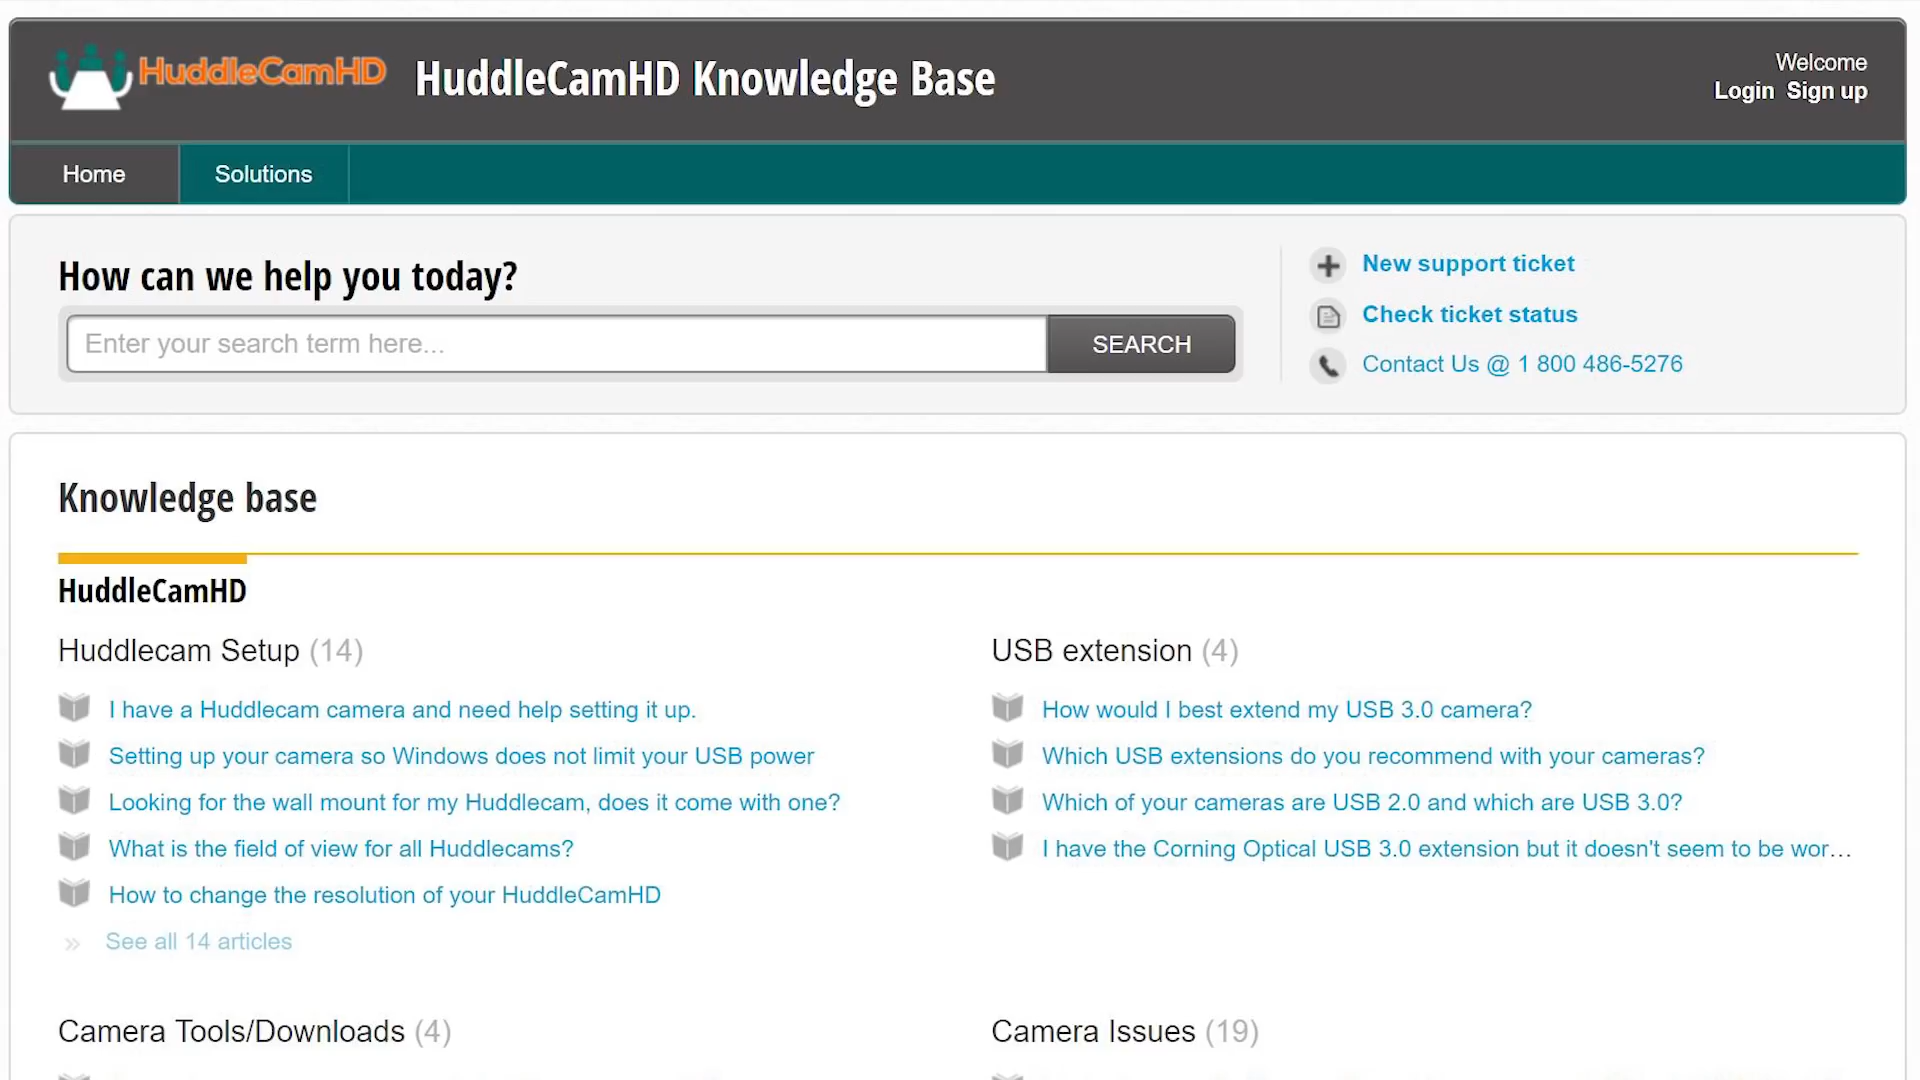 HuddleCamHD
HuddleCamHD Knowledge Base
Welcome
Login Sign up
Home
Solutions
How can we help you today?
Enter your search term here...
SEARCH
New support ticket
Check ticket status
Contact Us @ 1 800 486-5276
Knowledge base
HuddleCamHD
Huddlecam Setup (14)
I have a Huddlecam camera and need help setting it up.
Setting up your camera so Windows does not limit your USB power
Looking for the wall mount for my Huddlecam, does it come with one?
What is the field of view for all Huddlecams?
How to change the resolution of your HuddleCamHD
» See all 14 articles
USB extension (4)
How would I best extend my USB 3.0 camera?
Which USB extensions do you recommend with your cameras?
Which of your cameras are USB 2.0 and which are USB 3.0?
I have the Corning Optical USB 3.0 extension but it doesn't seem to be wor...
Camera Tools/Downloads (4)
Camera Issues (19)